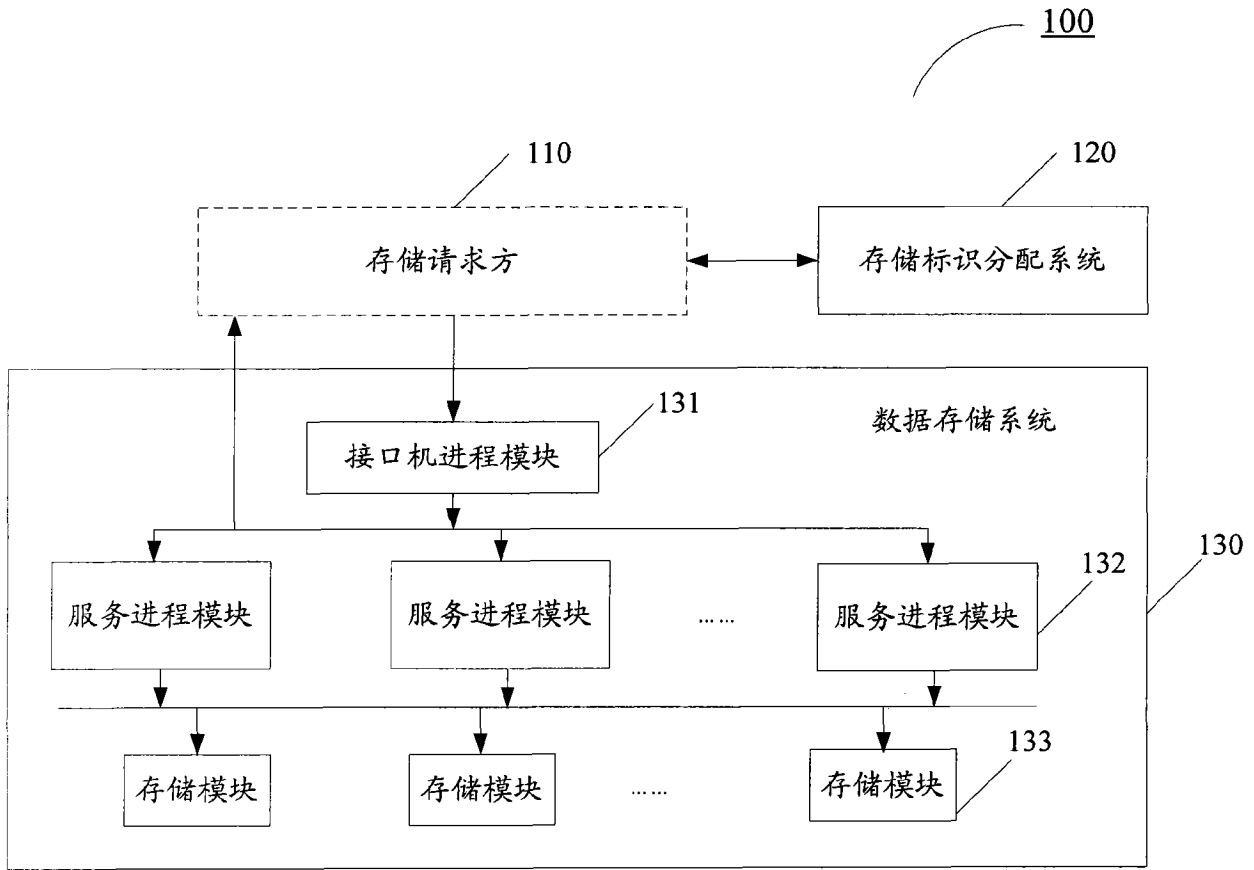 100
110
120
存储请求方
存储标识分配系统
131
数据存储系统
接口机进程模块
130
132
服务进程模块
服务进程模块
……
服务进程模块
133
存储模块
存储模块
……
存储模块